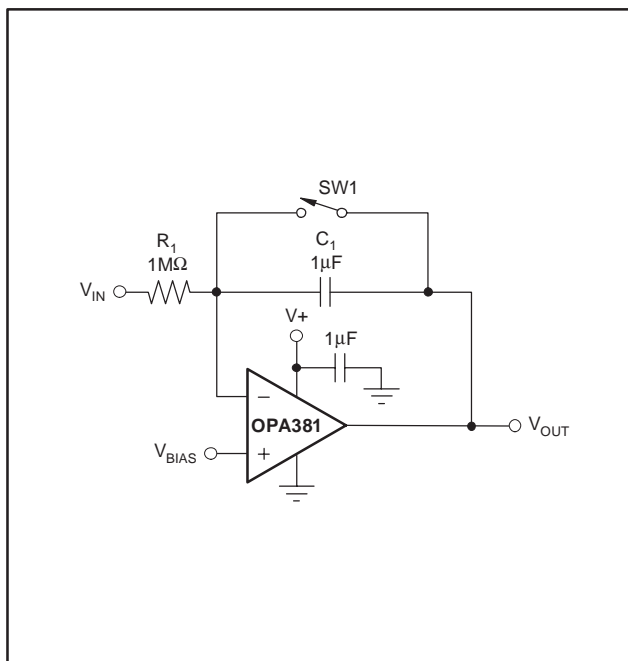 SW1
R1
1MΩ
C1
1µF
VIN
V+
1µF
−
OPA381
+
VBIAS
VOUT